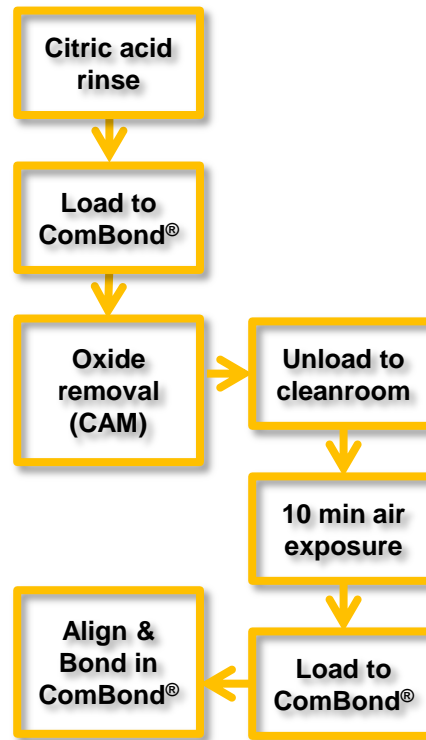 Citric acid
rinse
Load to
ComBond®
Oxide
removal
(CAM)
Unload to
cleanroom
10 min air
exposure
Load to
ComBond®
Align &
Bond in
ComBond®